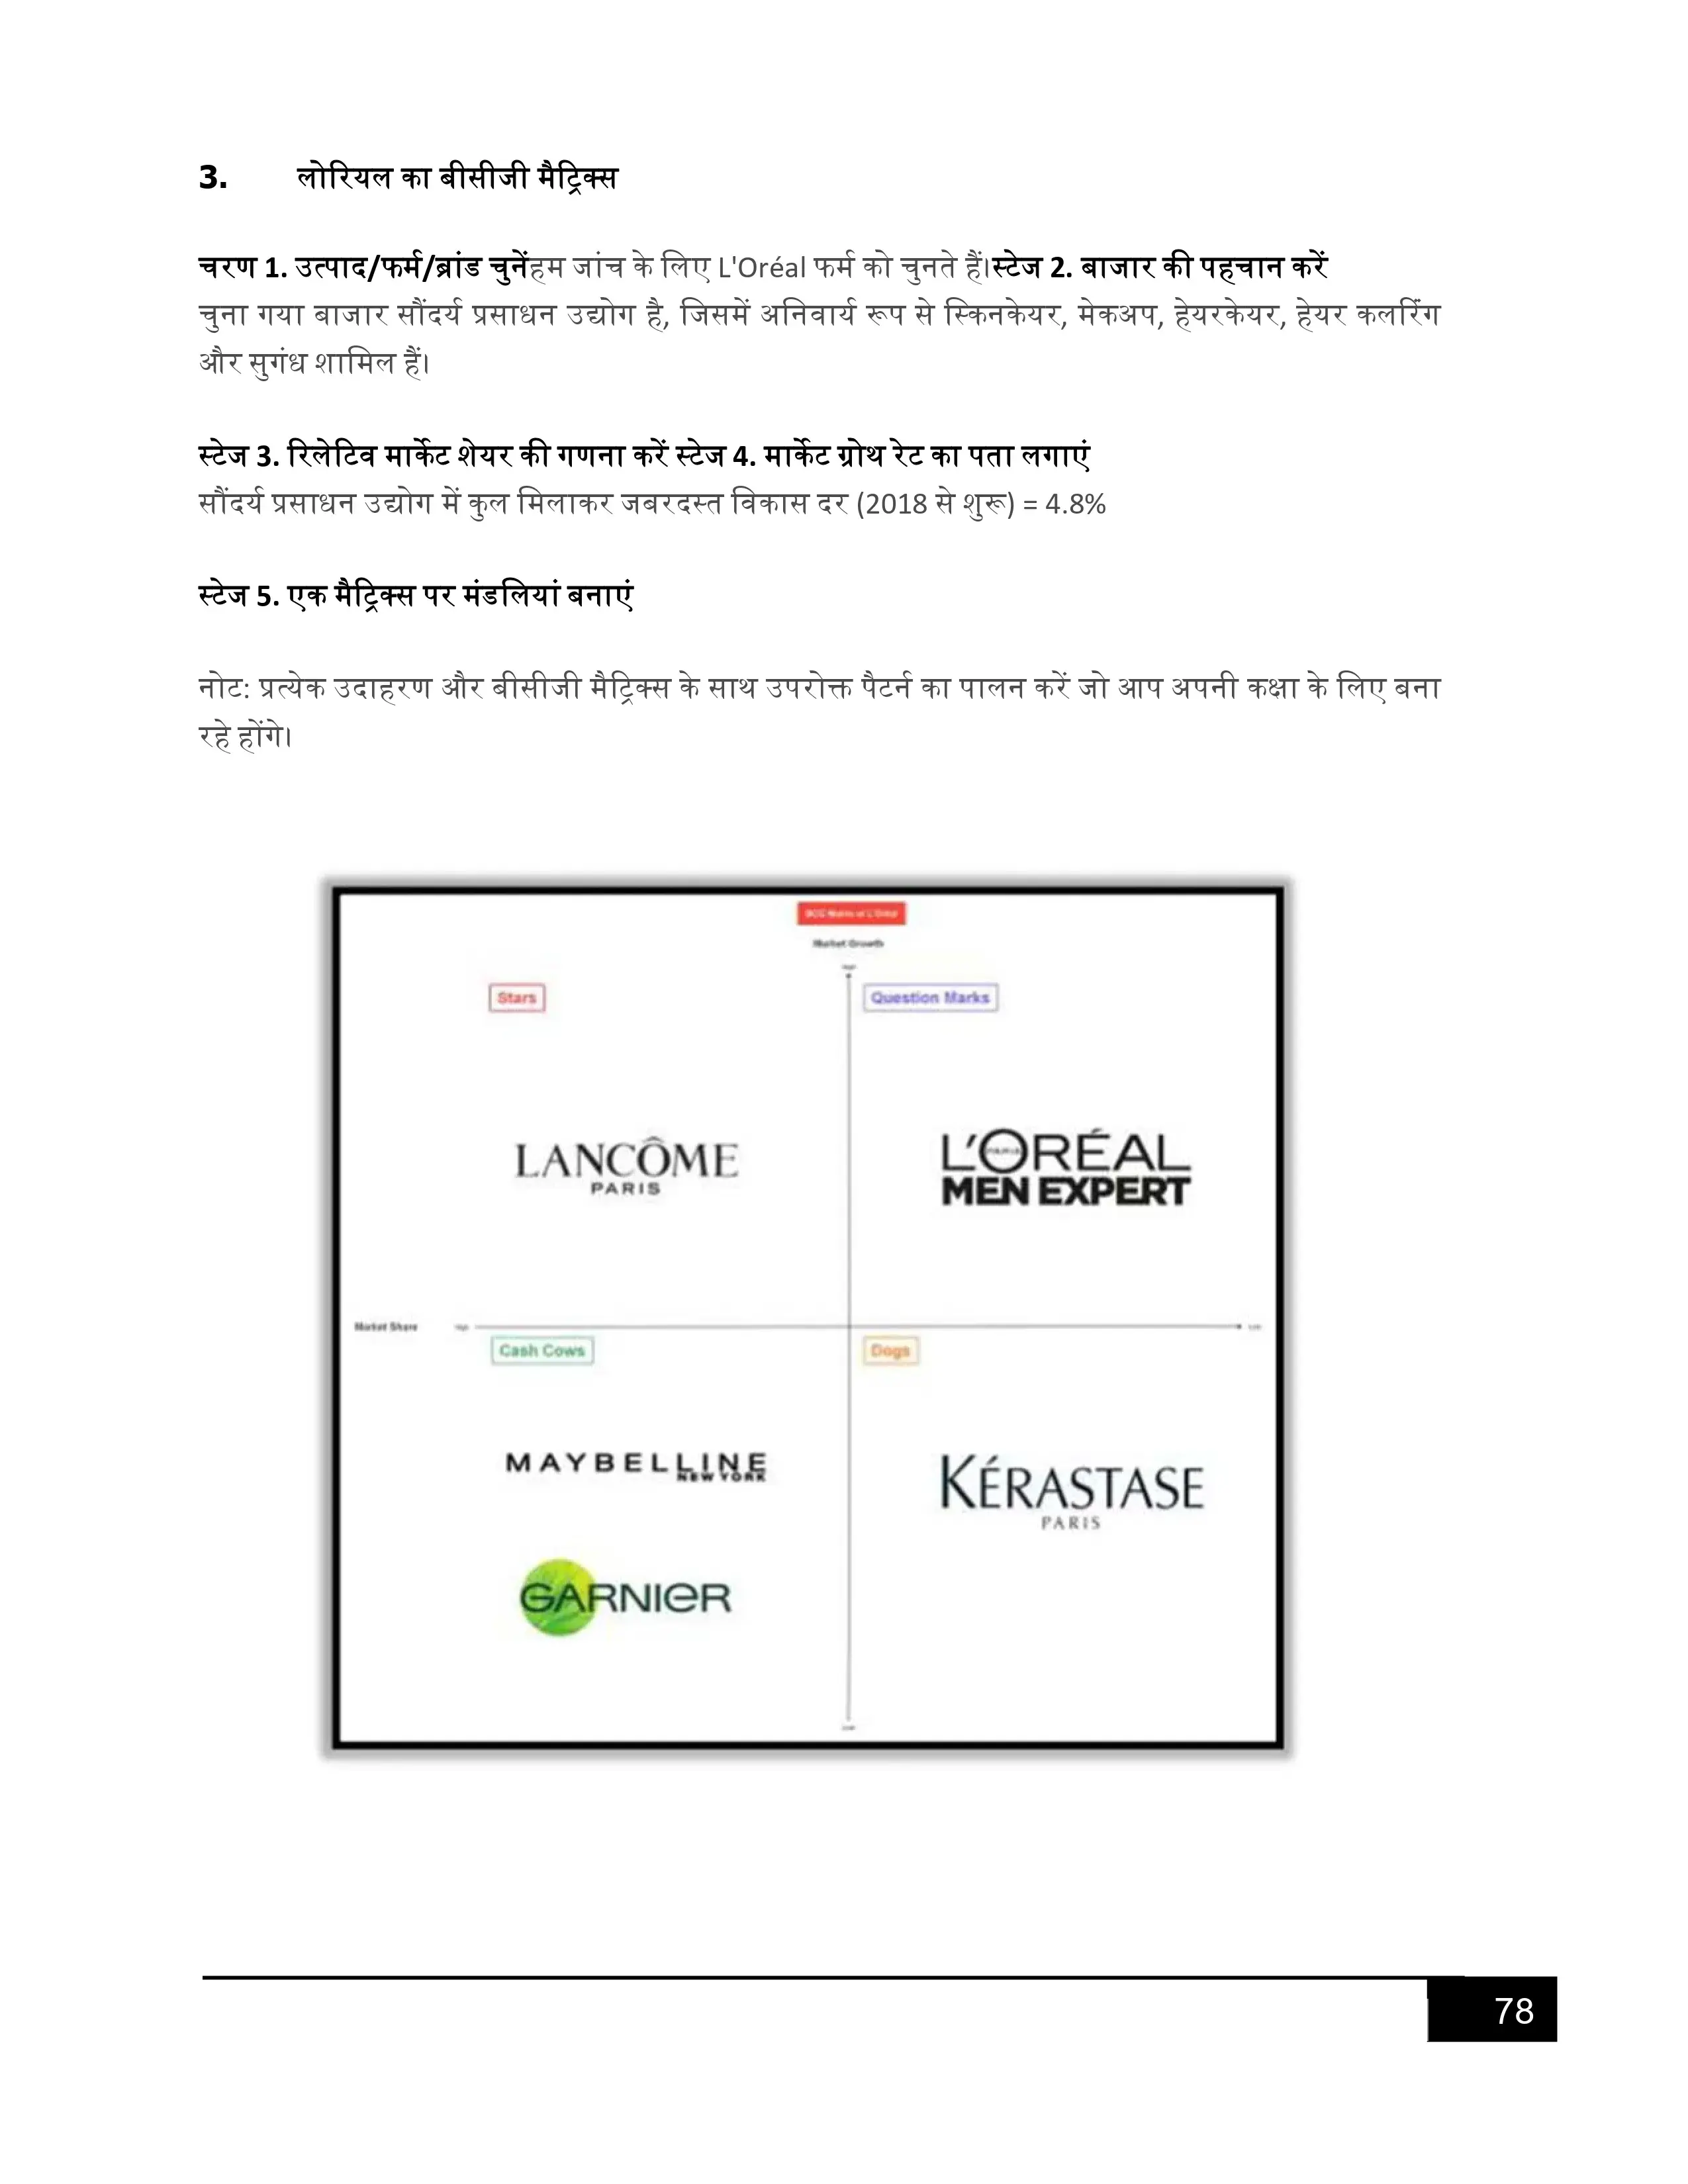 3. लोरियल का बीसीजी मैट्रिक्स
चरण 1. उत्पाद/फर्म/ब्रांड चुनेंहम जांच के लिए L'Oréal फर्म को चुनते हैं।स्टेज 2. बाजार की पहचान करें
चुना गया बाजार सौंदर्य प्रसाधन उद्योग है, जिसमें अनिवार्य रूप से स्किनकेयर, मेकअप, हेयरकेयर, हेयर कलरिंग
और सुगंध शामिल हैं।
स्टेज 3. रिलेटिव मार्केट शेयर की गणना करें स्टेज 4. मार्केट ग्रोथ रेट का पता लगाएं
सौंदर्य प्रसाधन उद्योग में कुल मिलाकर जबरदस्त विकास दर (2018 से शुरू) = 4.8%
स्टेज 5. एक मैट्रिक्स पर मंडलियां बनाएं
नोट: प्रत्येक उदाहरण और बीसीजी मैट्रिक्स के साथ उपरोक्त पैटर्न का पालन करें जो आप अपनी कक्षा के लिए बना
रहे होंगे।
Market Growth
Stars
Question Marks
LANCÔME
PARIS
L'ORÉAL
MEN EXPERT
Market Share
Cash Cows
Dogs
MAYBELLINE
NEW YORK
KÉRASTASE
PARIS
GARNIER
78